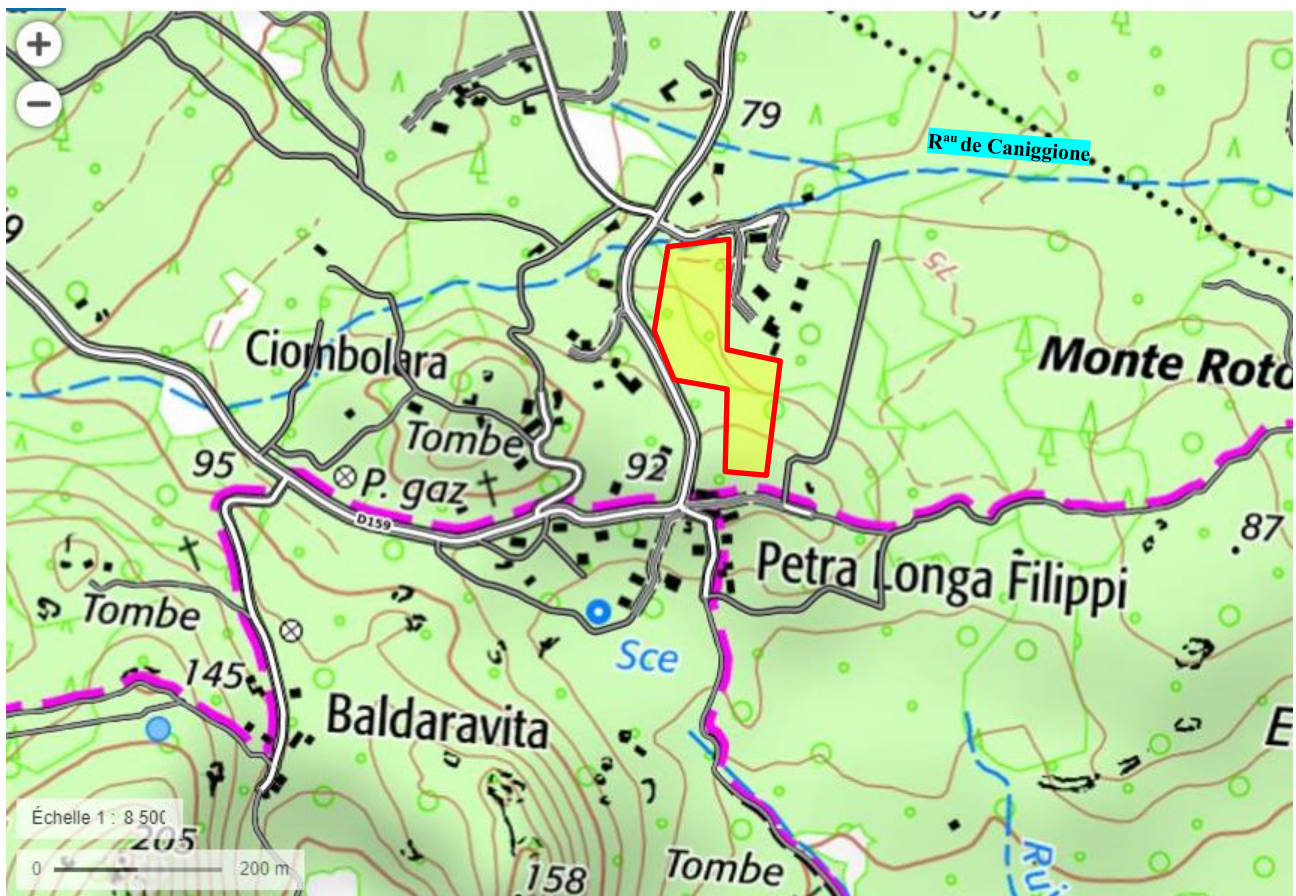 +
−
79
Rᵃᵘ de Caniggione
75
Ciombolara
Monte Roto
Tombe
92
95
P. gaz
D159
87
Petra Longa Filippi
Tombe
Sce
145
Baldaravita
E
Échelle 1 : 8 500
205
0 200 m
158
Tombe
Rui